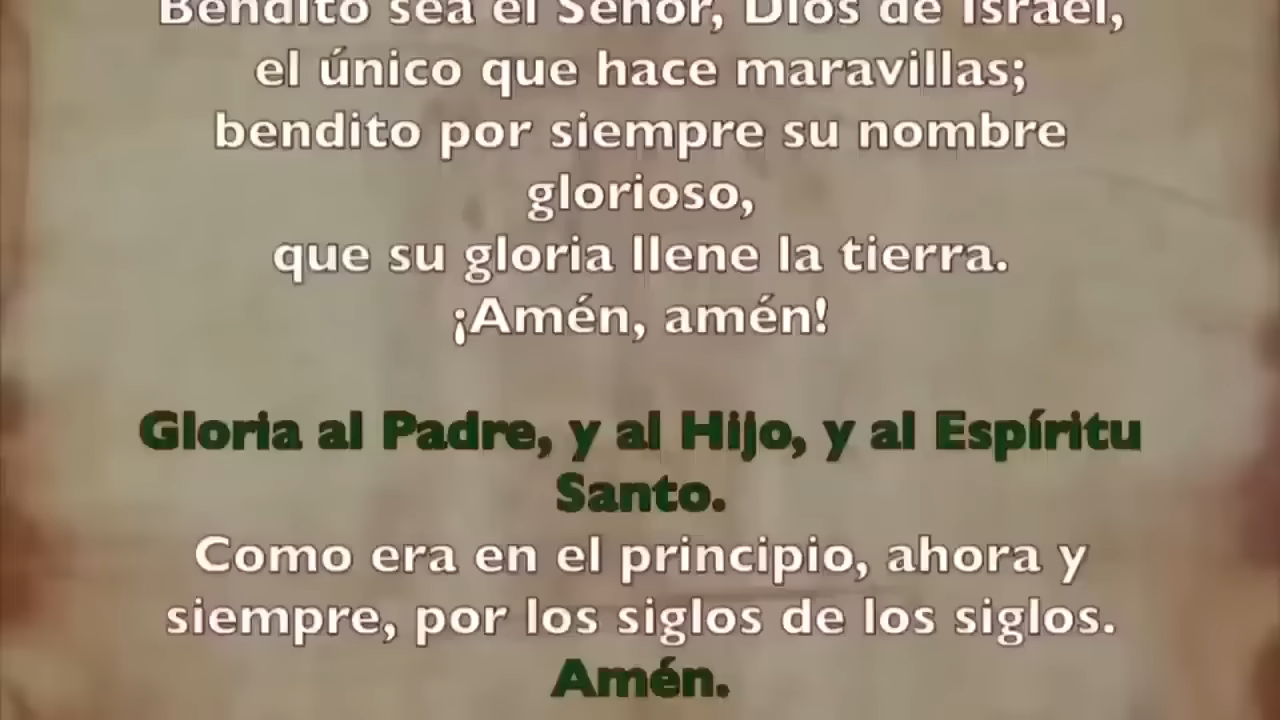 Bendito sea el Señor, Dios de Israel,
el único que hace maravillas;
bendito por siempre su nombre
glorioso,
que su gloria llene la tierra.
¡Amén, amén!
Gloria al Padre, y al Hijo, y al Espíritu
Santo.
Como era en el principio, ahora y
siempre, por los siglos de los siglos.
Amén.